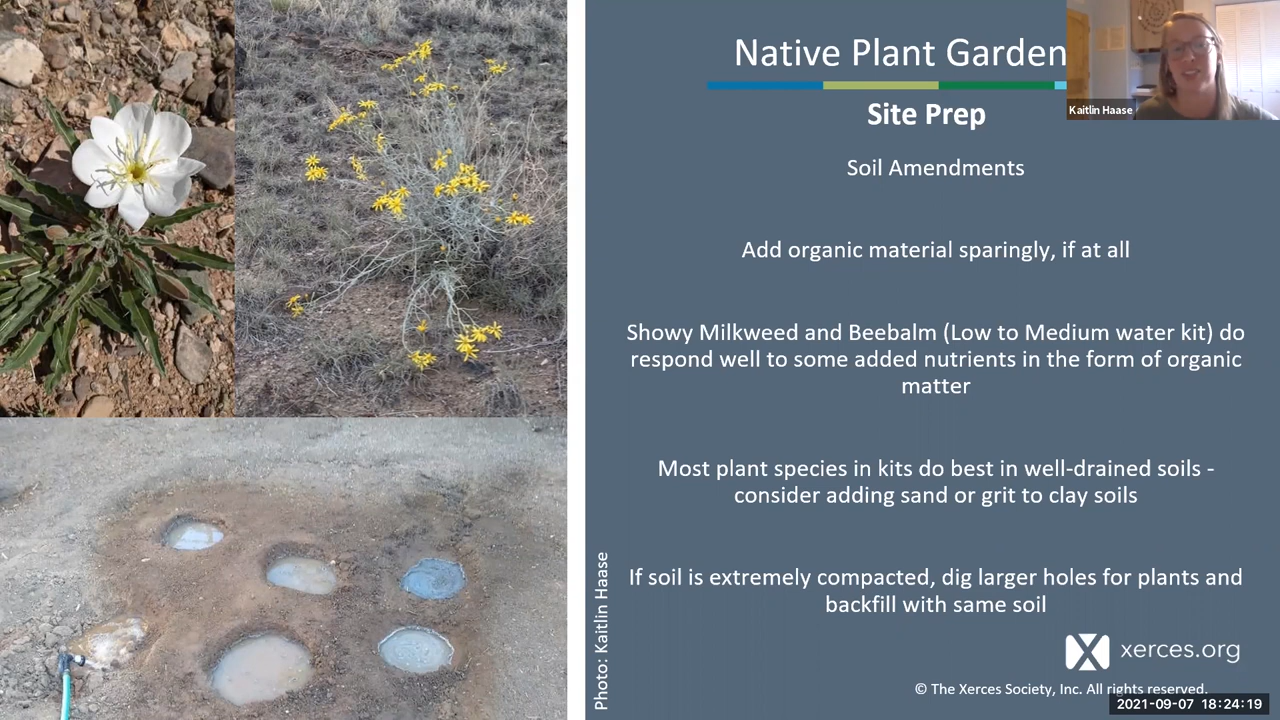 Native Plant Garden
Kaitlin Haase
Site Prep
Soil Amendments
Add organic material sparingly, if at all
Showy Milkweed and Beebalm (Low to Medium water kit) do
respond well to some added nutrients in the form of organic
matter
Most plant species in kits do best in well-drained soils -
consider adding sand or grit to clay soils
If soil is extremely compacted, dig larger holes for plants and
backfill with same soil
Photo: Kaitlin Haase
xerces.org
© The Xerces Society, Inc. All rights reserved.
2021-09-07 18:24:19